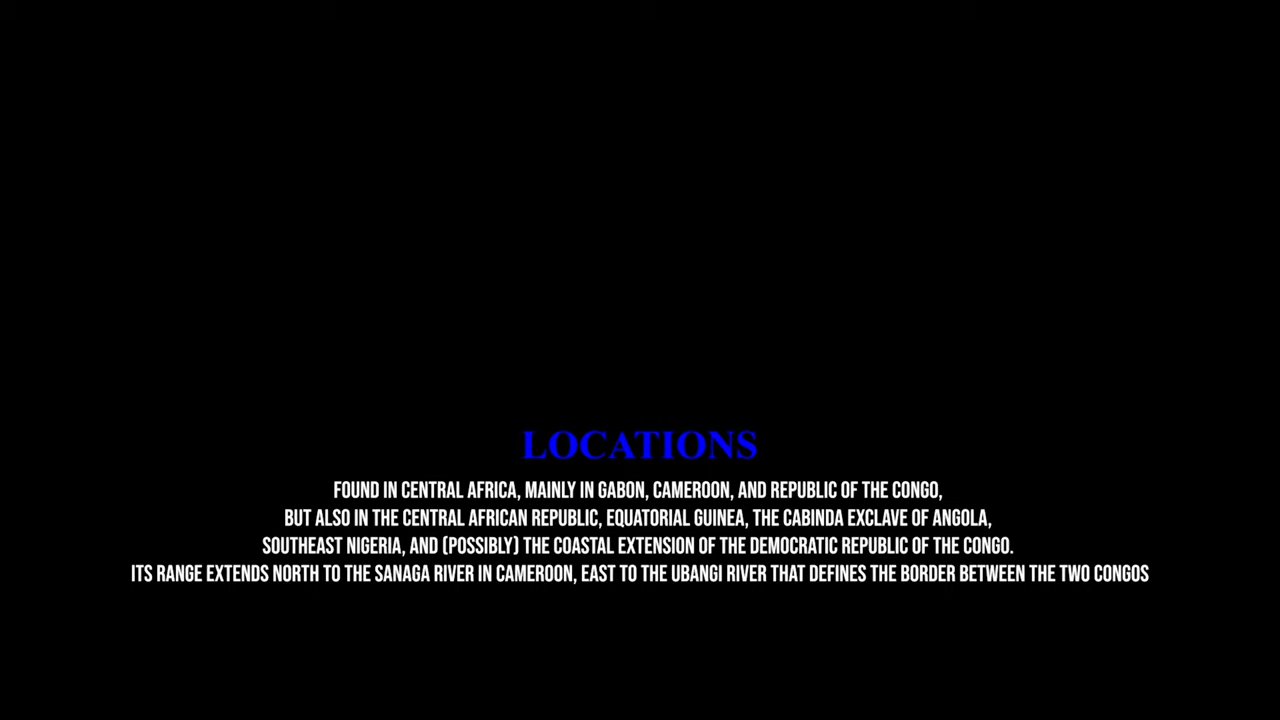 LOCATIONS
FOUND IN CENTRAL AFRICA, MAINLY IN GABON, CAMEROON, AND REPUBLIC OF THE CONGO,
BUT ALSO IN THE CENTRAL AFRICAN REPUBLIC, EQUATORIAL GUINEA, THE CABINDA EXCLAVE OF ANGOLA,
SOUTHEAST NIGERIA, AND (POSSIBLY) THE COASTAL EXTENSION OF THE DEMOCRATIC REPUBLIC OF THE CONGO.
ITS RANGE EXTENDS NORTH TO THE SANAGA RIVER IN CAMEROON, EAST TO THE UBANGI RIVER THAT DEFINES THE BORDER BETWEEN THE TWO CONGOS